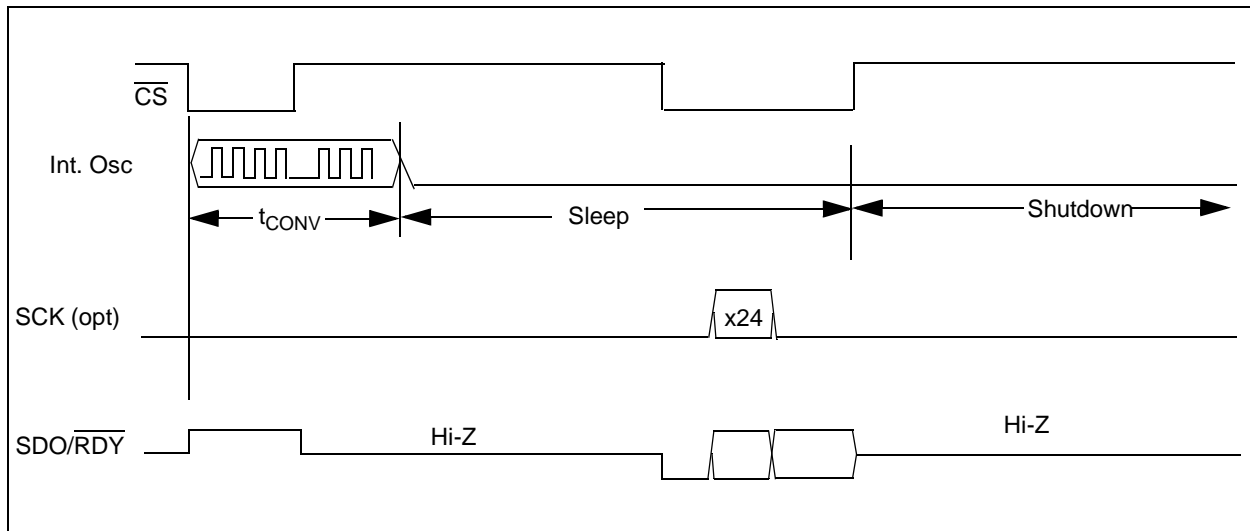 CS
Int. Osc
tCONV
Sleep
Shutdown
SCK (opt)
x24
SDO/RDY
Hi-Z
Hi-Z